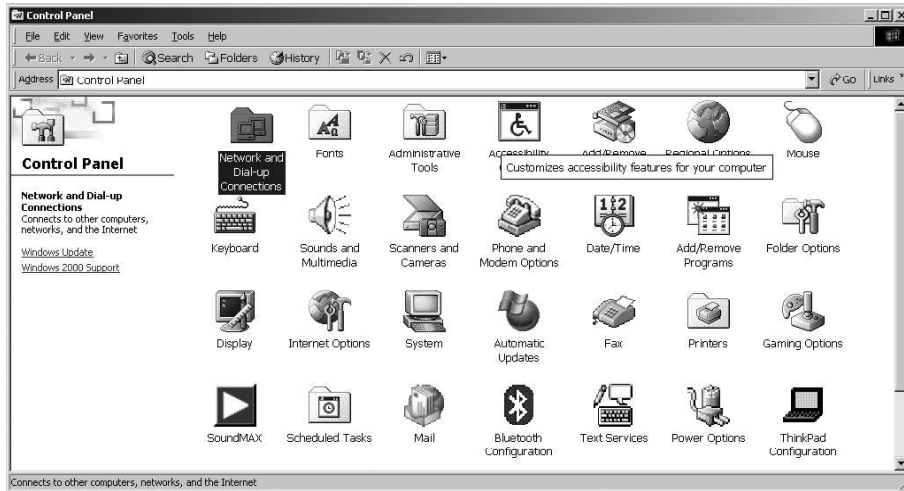 Control Panel
File Edit View Favorites Tools Help
Back Search Folders History Go Links
Address Control Panel
Control Panel
Network and Dial-up
Connections
Connects to other computers,
networks, and the Internet
Windows Update
Windows 2000 Support
Network and
Dial-up
Connections
Fonts
Administrative
Tools
Accessibility
Add/Remove
Regional Options
Mouse
Customizes accessibility features for your computer
Keyboard
Sounds and
Multimedia
Scanners and
Cameras
Phone and
Modem Options
Date/Time
Add/Remove
Programs
Folder Options
Display
Internet Options
System
Automatic
Updates
Fax
Printers
Gaming Options
SoundMAX
Scheduled Tasks
Mail
Bluetooth
Configuration
Text Services
Power Options
ThinkPad
Configuration
Connects to other computers, networks, and the Internet